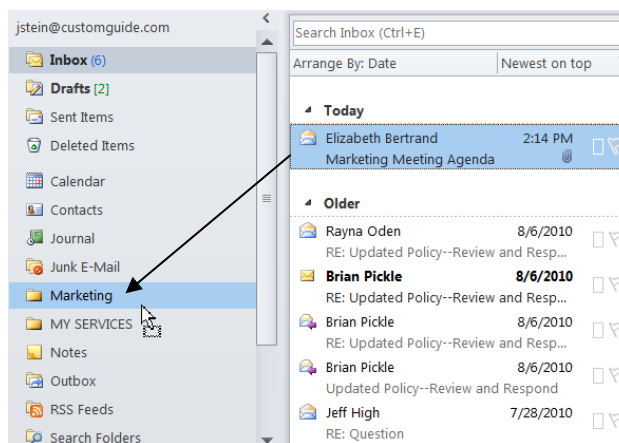 jstein@customguide.com
Inbox (6)
Drafts [2]
Sent Items
Deleted Items
Calendar
Contacts
Journal
Junk E-Mail
Marketing
MY SERVICES
Notes
Outbox
RSS Feeds
Search Folders
Search Inbox (Ctrl+E)
Arrange By: Date Newest on top
Today
Elizabeth Bertrand 2:14 PM
Marketing Meeting Agenda
Older
Rayna Oden 8/6/2010
RE: Updated Policy--Review and Resp...
Brian Pickle 8/6/2010
RE: Updated Policy--Review and Resp...
Brian Pickle 8/6/2010
RE: Updated Policy--Review and Resp...
Brian Pickle 8/6/2010
Updated Policy--Review and Respond
Jeff High 7/28/2010
RE: Question